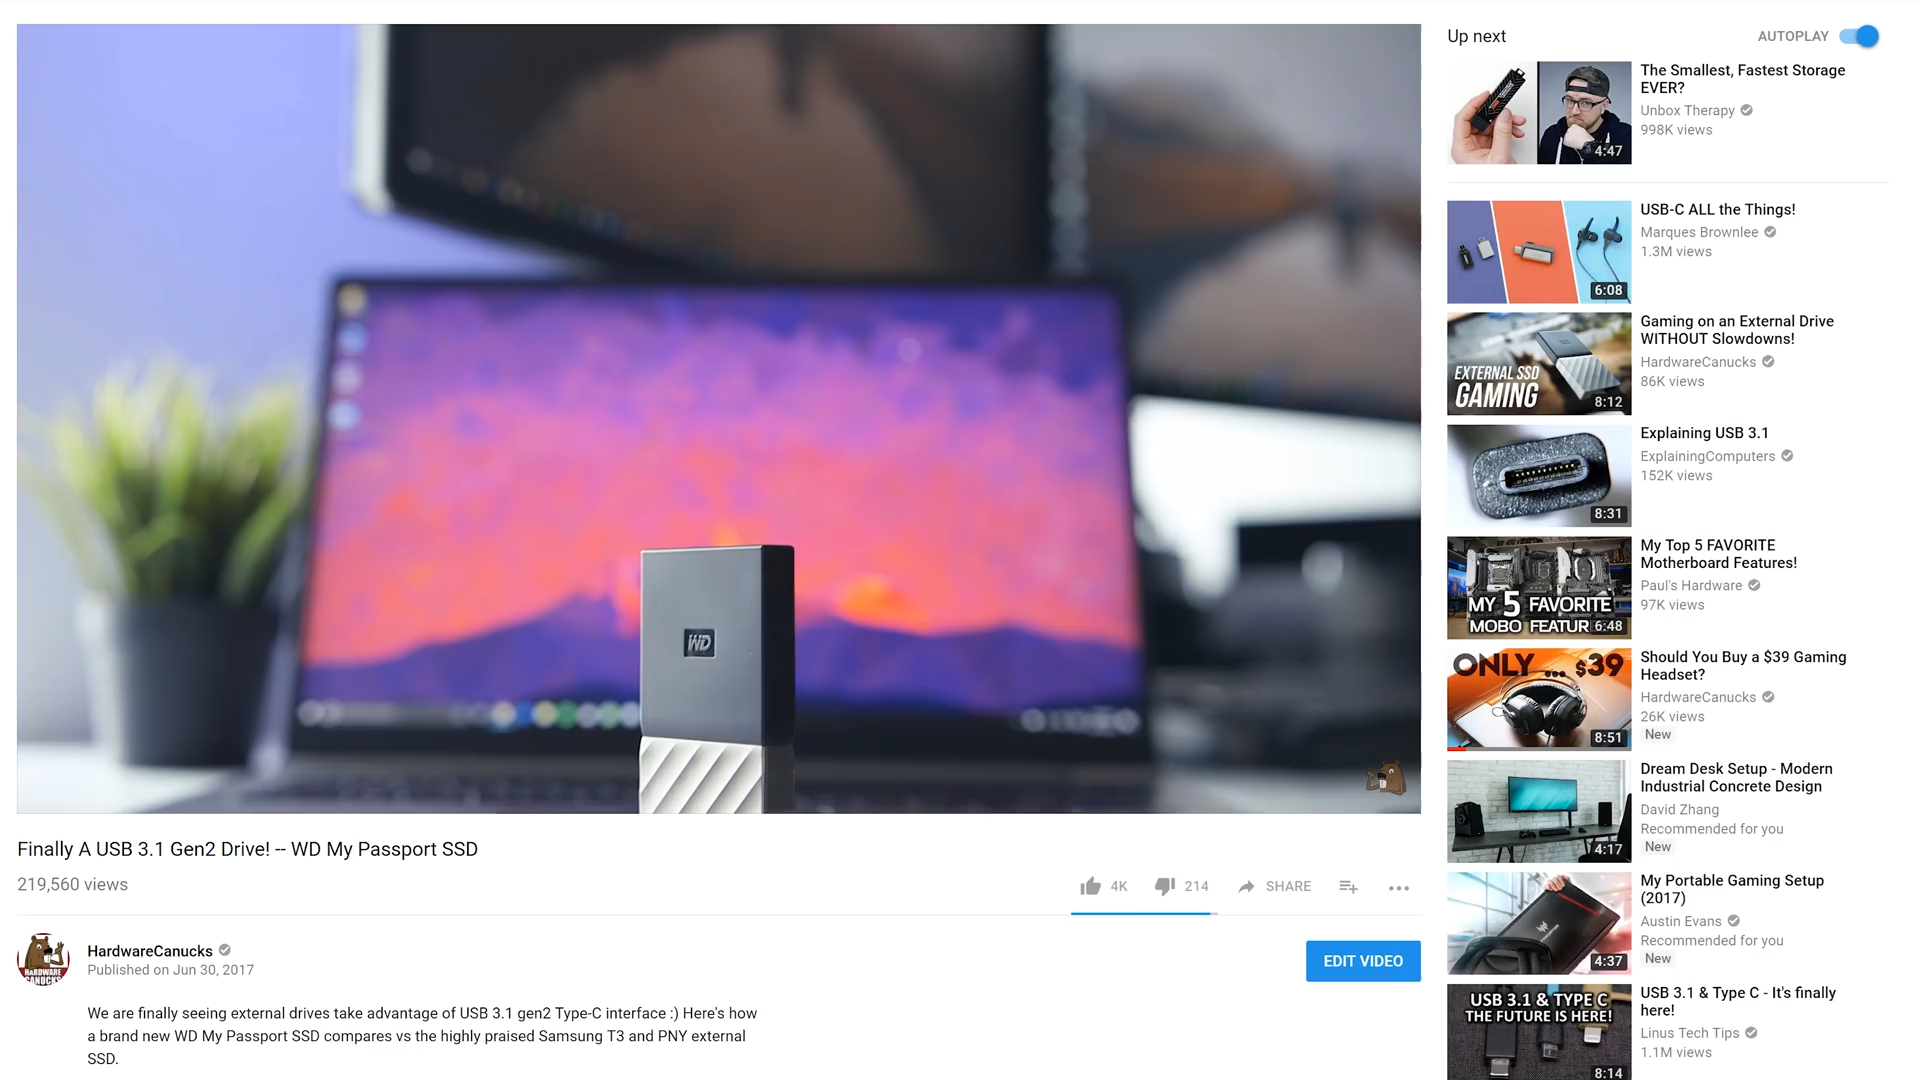 Up next
AUTOPLAY
The Smallest, Fastest Storage
EVER?
Unbox Therapy
998K views
4:47
USB-C ALL the Things!
Marques Brownlee
1.3M views
6:08
Gaming on an External Drive
WITHOUT Slowdowns!
HardwareCanucks
86K views
EXTERNAL SSD
GAMING
8:12
Explaining USB 3.1
ExplainingComputers
152K views
8:31
My Top 5 FAVORITE
Motherboard Features!
Paul's Hardware
97K views
MY 5 FAVORITE
MOBO FEATUR
6:48
Should You Buy a $39 Gaming
Headset?
HardwareCanucks
26K views
New
ONLY ... $39
8:51
Dream Desk Setup - Modern
Industrial Concrete Design
David Zhang
Recommended for you
New
4:17
My Portable Gaming Setup
(2017)
Austin Evans
Recommended for you
New
4:37
USB 3.1 & Type C - It's finally
here!
Linus Tech Tips
1.1M views
USB 3.1 & TYPE C
THE FUTURE IS HERE!
8:14
WD
Finally A USB 3.1 Gen2 Drive! -- WD My Passport SSD
219,560 views
4K
214
SHARE
HardwareCanucks
Published on Jun 30, 2017
HARDWARE
CANUCKS
EDIT VIDEO
We are finally seeing external drives take advantage of USB 3.1 gen2 Type-C interface :) Here's how
a brand new WD My Passport SSD compares vs the highly praised Samsung T3 and PNY external
SSD.